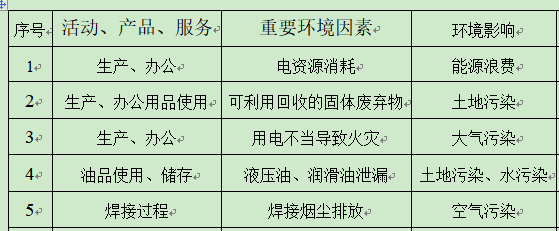 序号 活动、产品、服务 重要环境因素 环境影响
1 生产、办公 电资源消耗 能源浪费
2 生产、办公用品使用 可利用回收的固体废弃物 土地污染
3 生产、办公 用电不当导致火灾 大气污染
4 油品使用、储存 液压油、润滑油泄漏 土地污染、水污染
5 焊接过程 焊接烟尘排放 空气污染